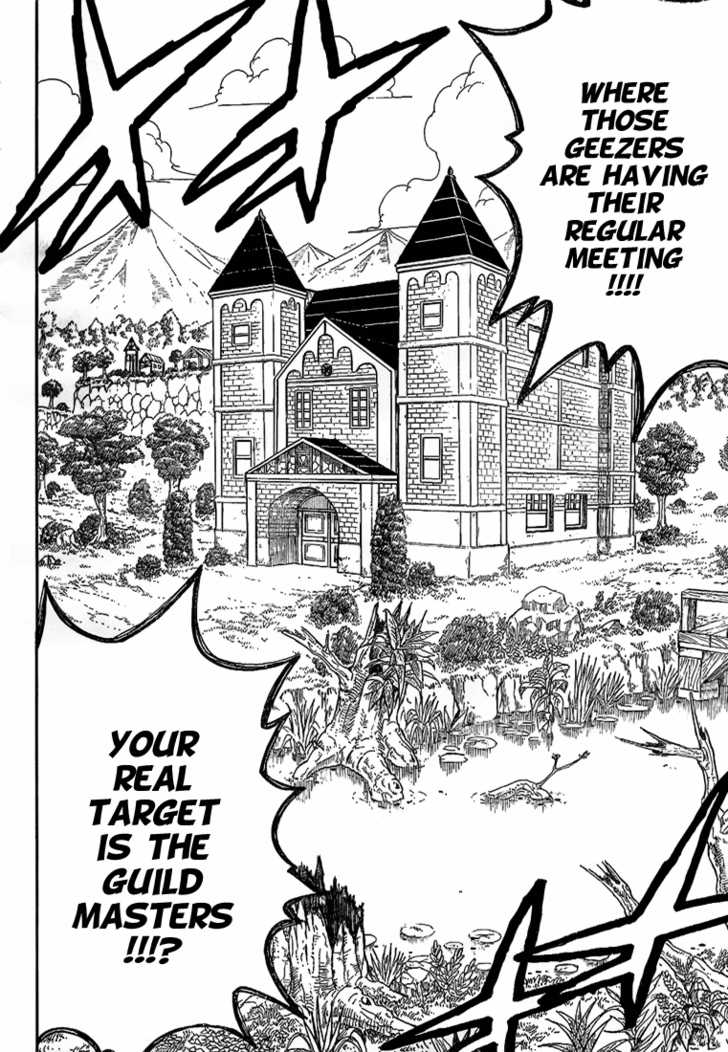 WHERE
THOSE
GEEZERS
ARE HAVING
THEIR
REGULAR
MEETING
!!!!
YOUR
REAL
TARGET
IS THE
GUILD
MASTERS
!!!?